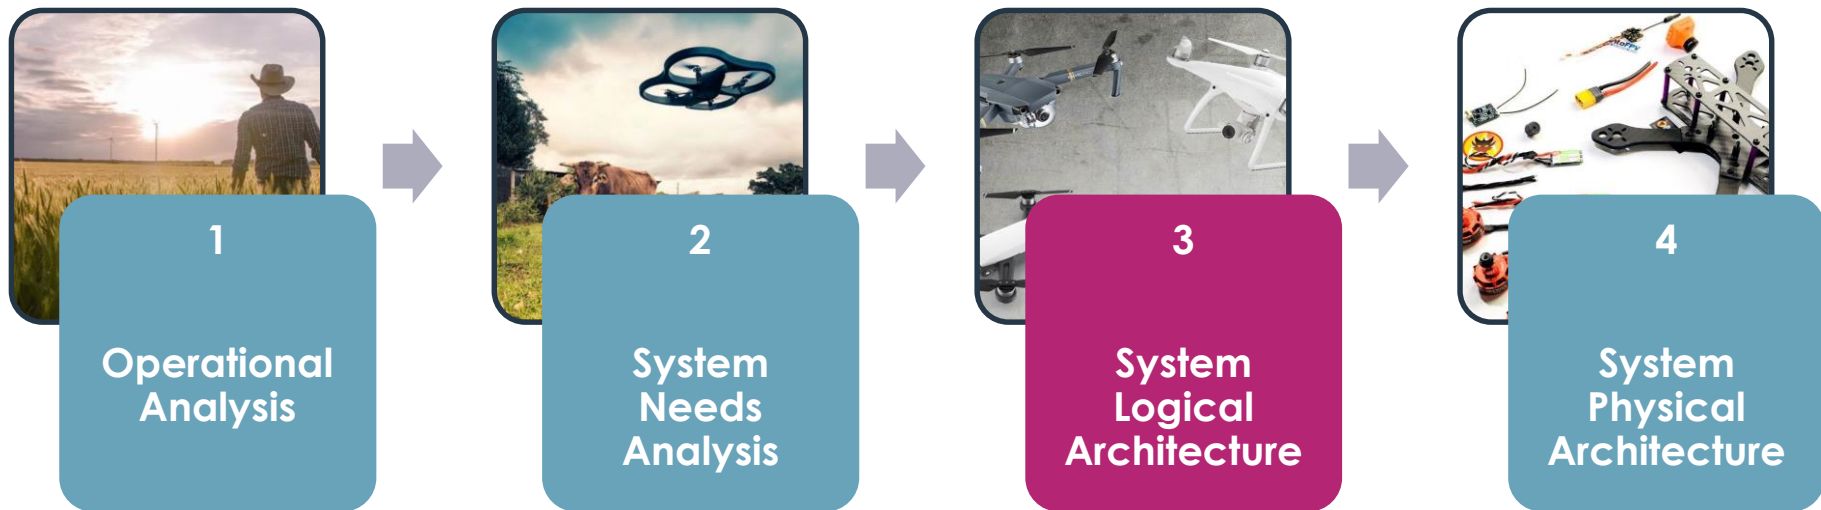 1
Operational
Analysis
2
System
Needs
Analysis
3
System
Logical
Architecture
4
System
Physical
Architecture